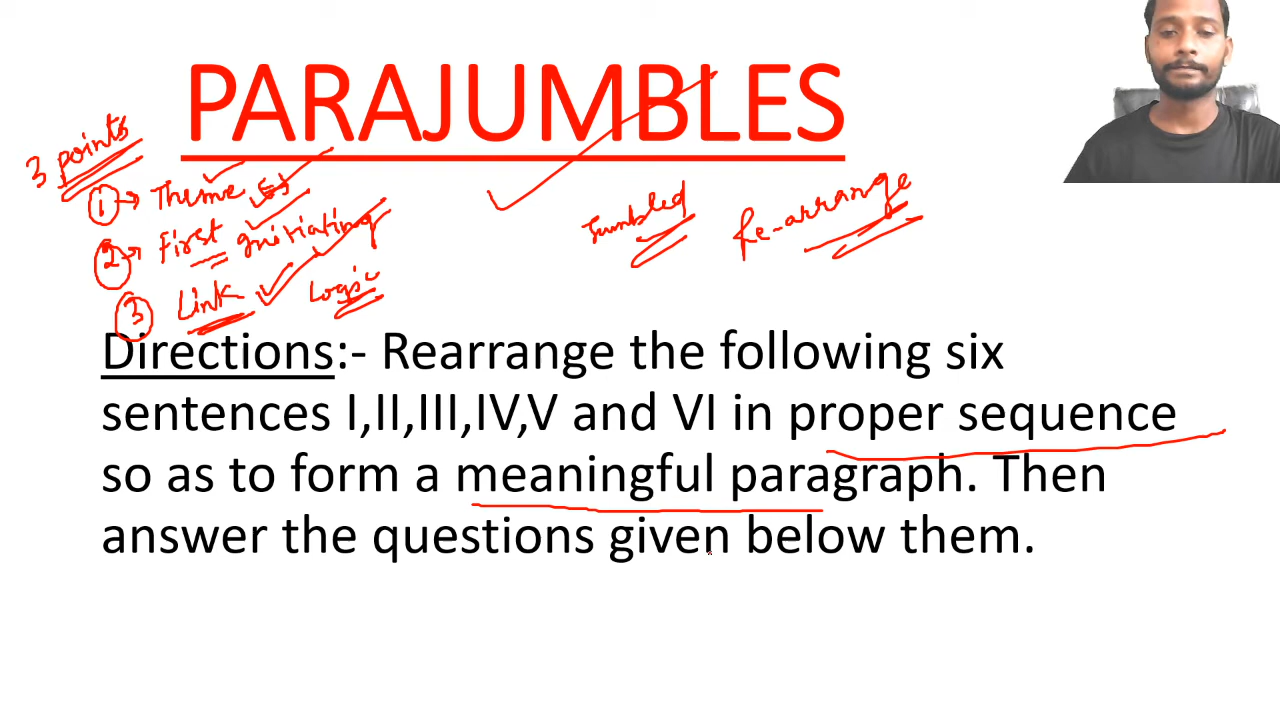 PARAJUMBLES
3 points
1 → Theme
2 → First initiating
3 Link Logic
Jumbled
Re-arrange
Directions:- Rearrange the following six
sentences I,II,III,IV,V and VI in proper sequence
so as to form a meaningful paragraph. Then
answer the questions given below them.